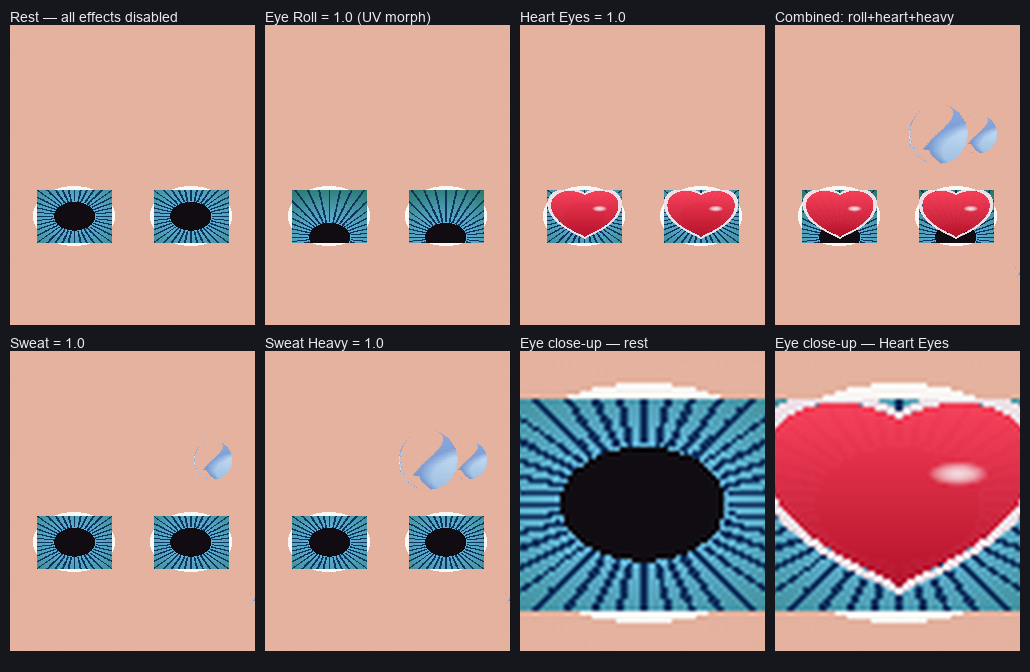 Rest — all effects disabled
Eye Roll = 1.0 (UV morph)
Heart Eyes = 1.0
Combined: roll+heart+heavy
Sweat = 1.0
Sweat Heavy = 1.0
Eye close-up — rest
Eye close-up — Heart Eyes